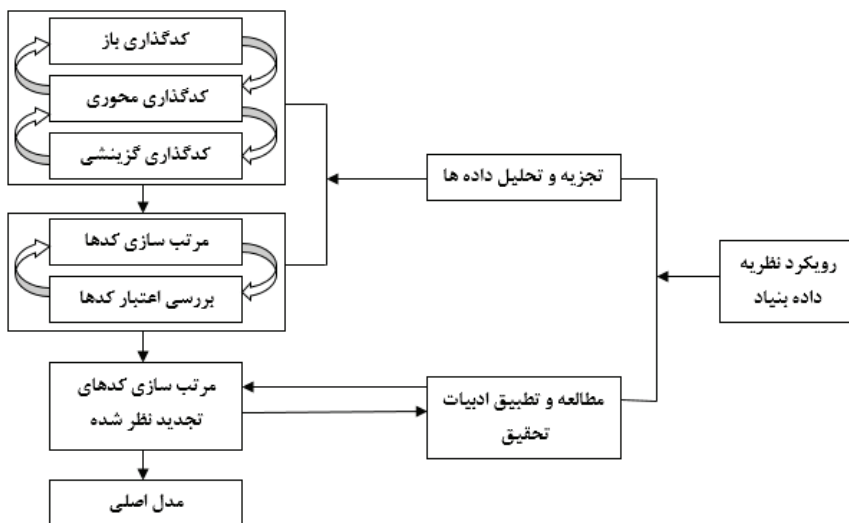 کدگذاری باز
کدگذاری محوری
کدگذاری گزینشی
تجزیه و تحلیل داده ها
مرتب سازی کدها
رویکرد نظریه
داده بنیاد
بررسی اعتبار کدها
مرتب سازی کدهای
تجدید نظر شده
مطالعه و تطبیق ادبیات
تحقیق
مدل اصلی